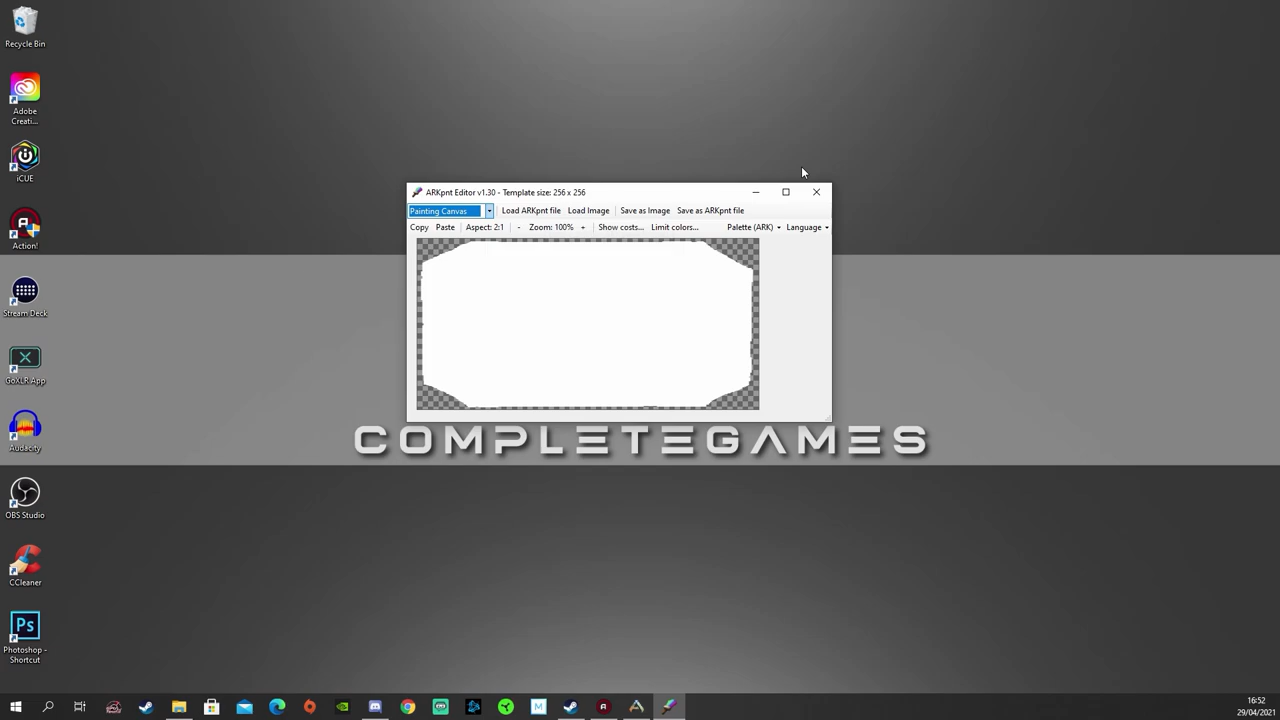 Recycle Bin
Adobe
Creati...
iCUE
Action!
Stream Deck
GoXLR App
Audacity
OBS Studio
CCleaner
Ps
Photoshop -
Shortcut
ARKpnt Editor v1.30 - Template size: 256 x 256
Painting Canvas Load ARKpnt file Load Image Save as Image Save as ARKpnt file
Copy Paste Aspect: 2:1 - Zoom: 100% + Show costs... Limit colors... Palette (ARK) Language
COMPLETEGAMES
M
16:52
29/04/2021